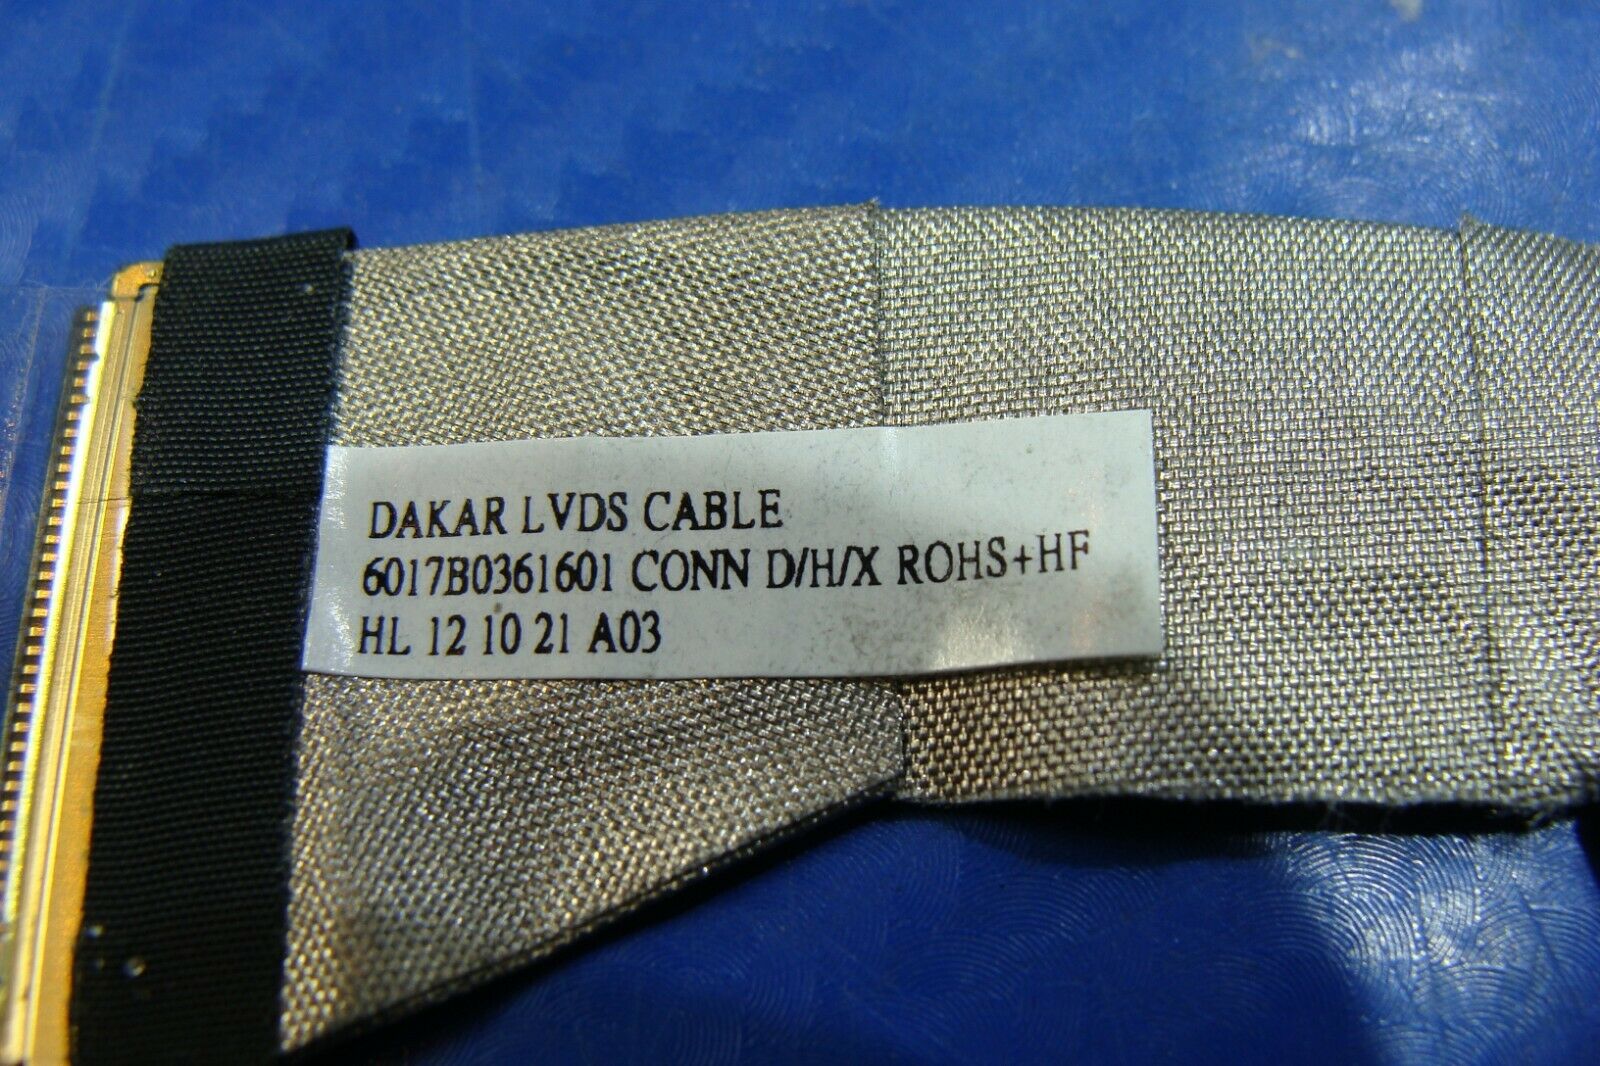 DAKAR LVDS CABLE
6017B0361601 CONN D/H/X ROHS+HF
HL 12 10 21 A03